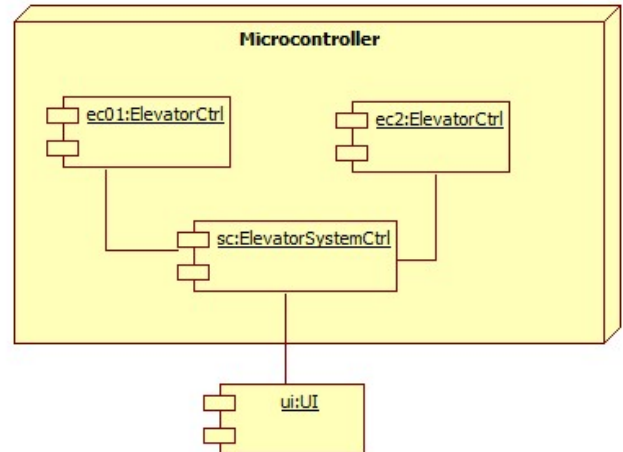 Microcontroller
ec01:ElevatorCtrl
ec2:ElevatorCtrl
sc:ElevatorSystemCtrl
ui:UI